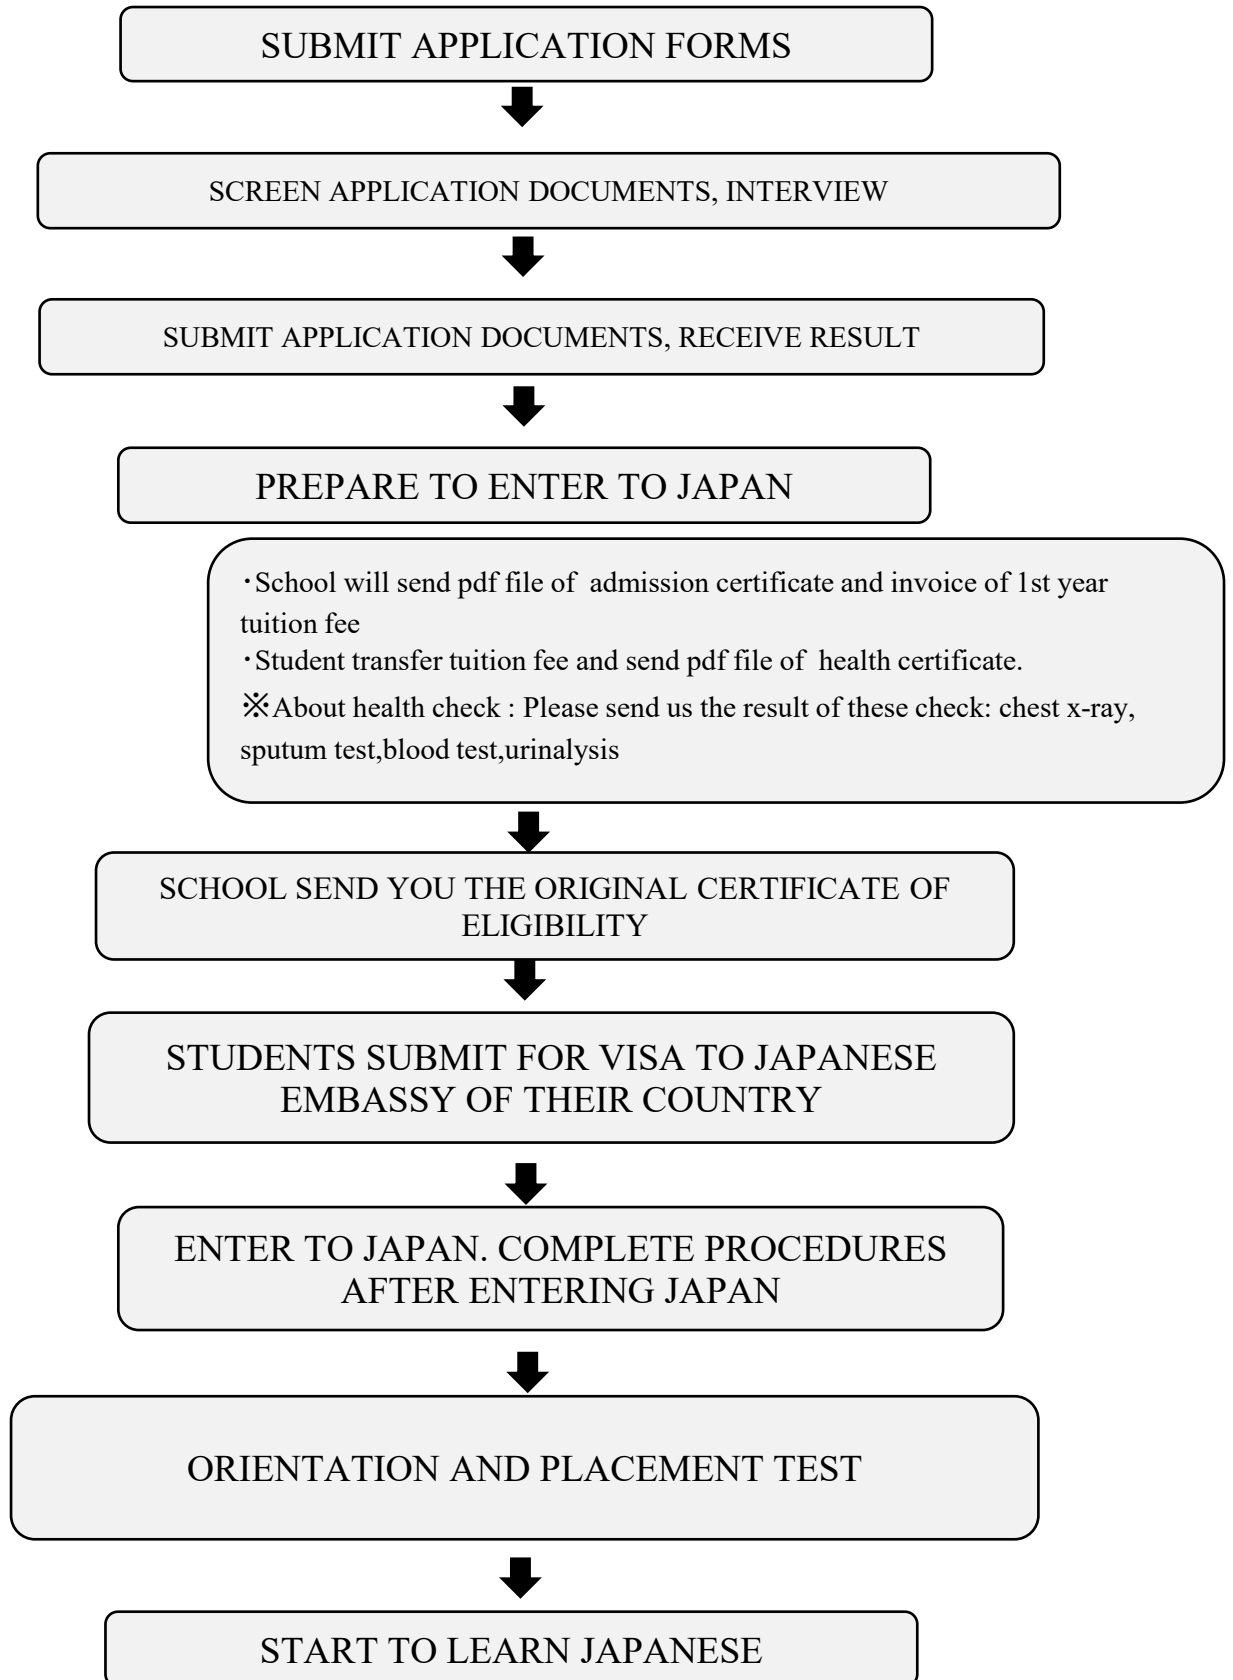 SUBMIT APPLICATION FORMS
SCREEN APPLICATION DOCUMENTS, INTERVIEW
SUBMIT APPLICATION DOCUMENTS, RECEIVE RESULT
PREPARE TO ENTER TO JAPAN
・School will send pdf file of admission certificate and invoice of 1st year
tuition fee
・Student transfer tuition fee and send pdf file of health certificate.
※About health check : Please send us the result of these check: chest x-ray,
sputum test,blood test,urinalysis
SCHOOL SEND YOU THE ORIGINAL CERTIFICATE OF
ELIGIBILITY
STUDENTS SUBMIT FOR VISA TO JAPANESE
EMBASSY OF THEIR COUNTRY
ENTER TO JAPAN. COMPLETE PROCEDURES
AFTER ENTERING JAPAN
ORIENTATION AND PLACEMENT TEST
START TO LEARN JAPANESE